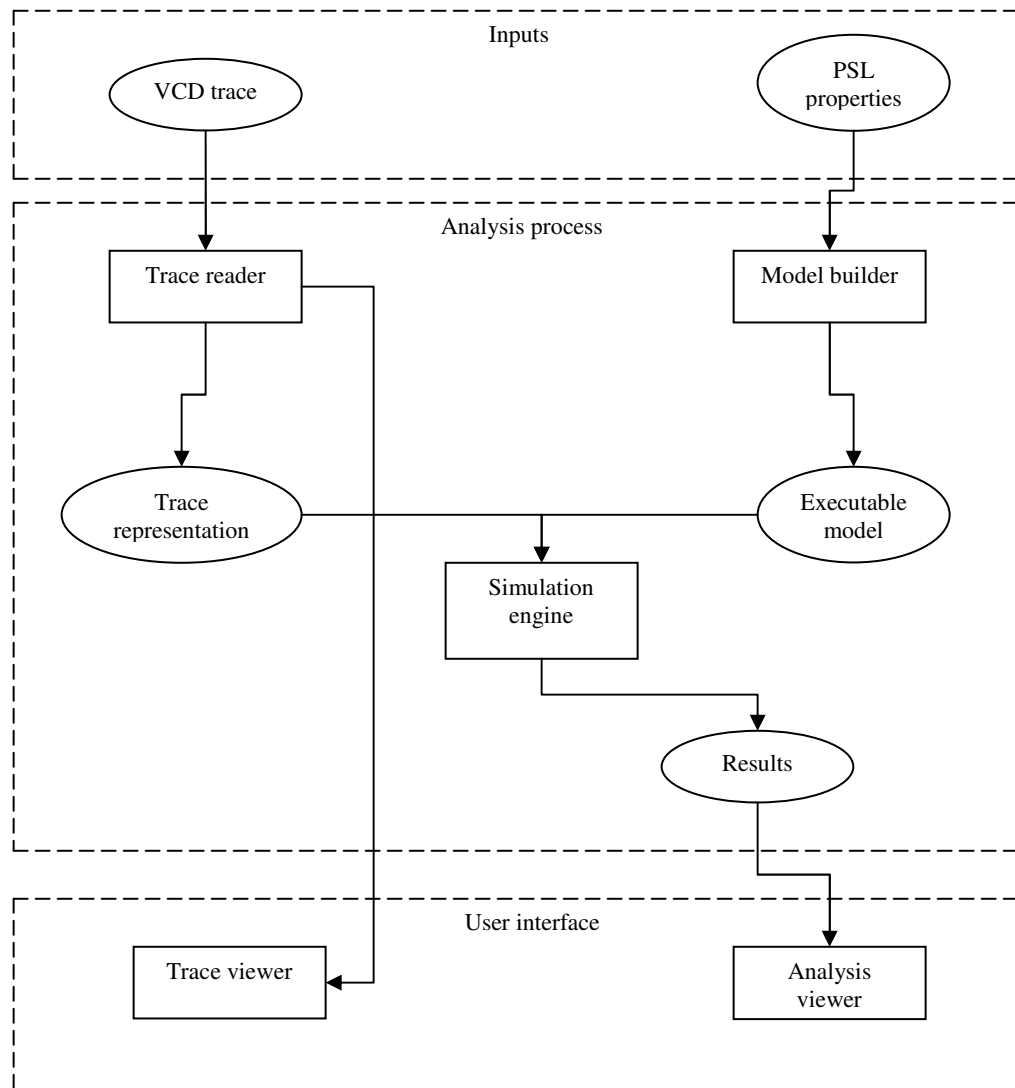 Inputs
VCD trace
PSL
properties
Analysis process
Trace reader
Model builder
Trace
representation
Executable
model
Simulation
engine
Results
User interface
Trace viewer
Analysis
viewer